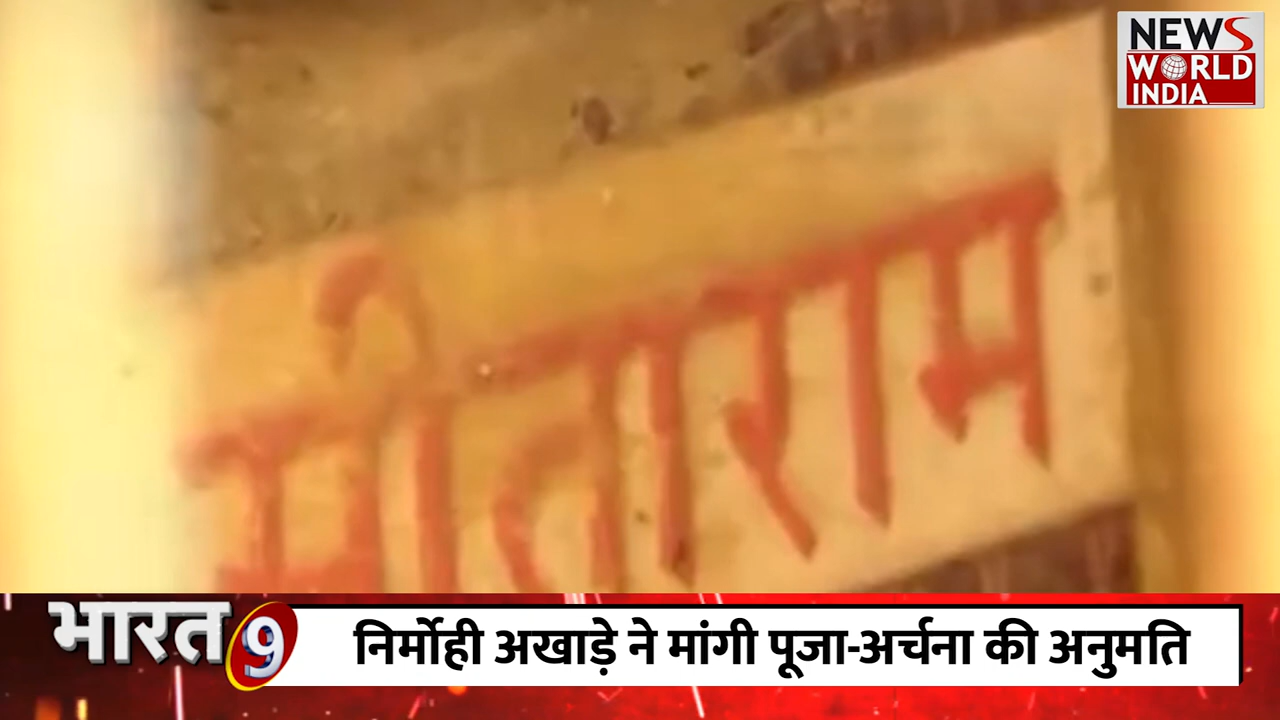 NEWS
WORLD
INDIA
सीताराम
भारत 9
निर्मोही अखाड़े ने मांगी पूजा-अर्चना की अनुमति